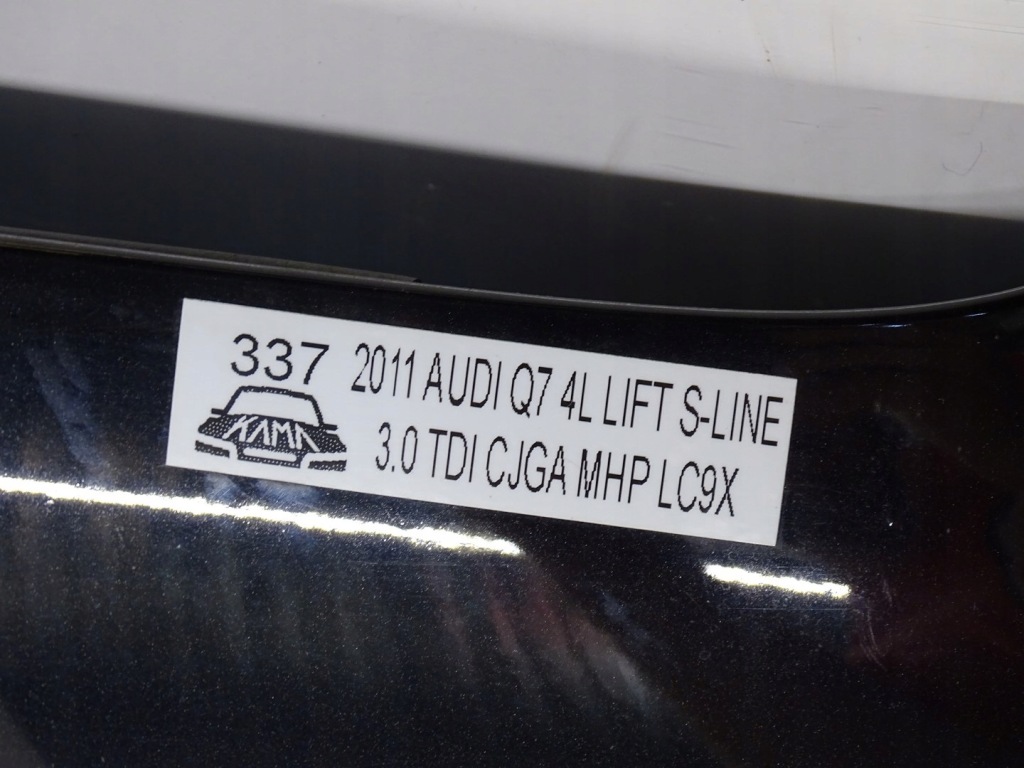 337
KAMA
2011 AUDI Q7 4L LIFT S-LINE
3.0 TDI CJGA MHP LC9X